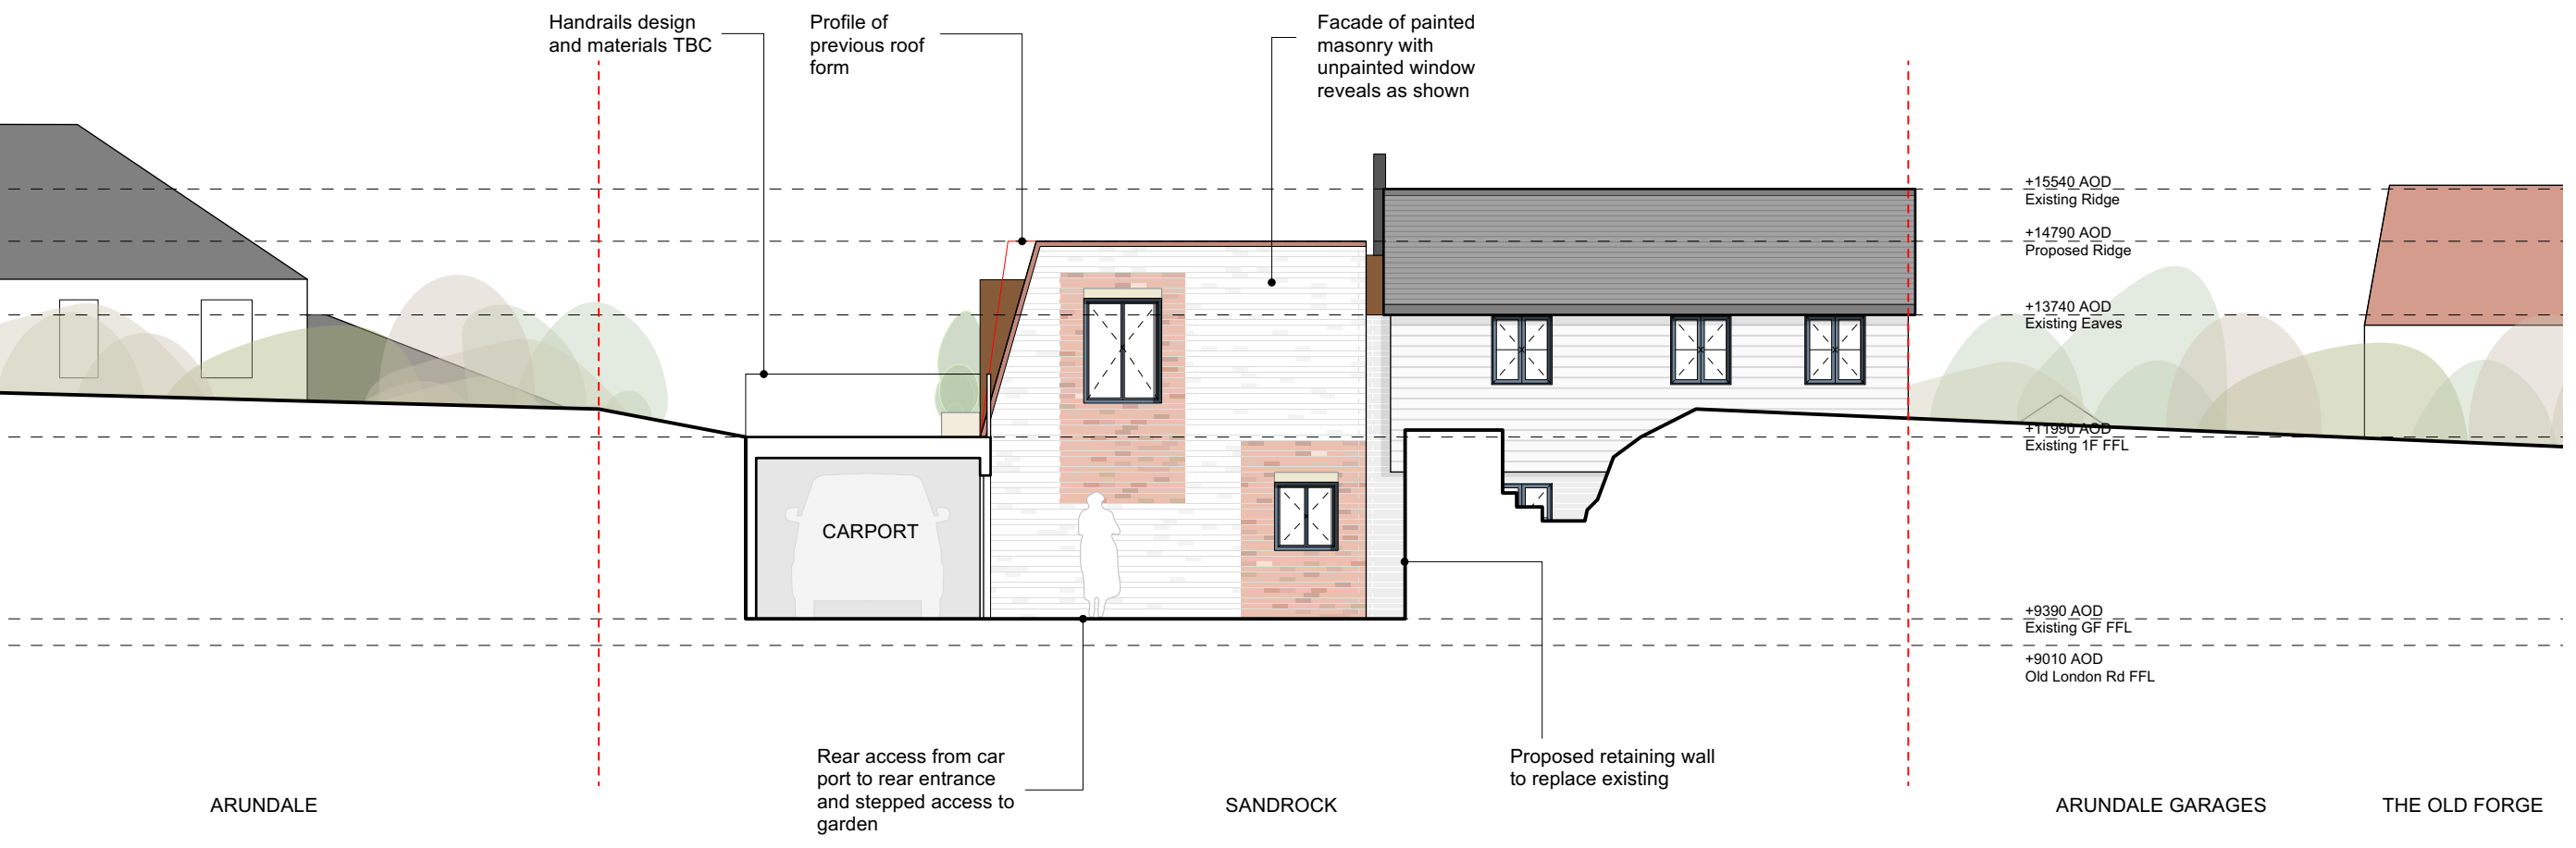 Handrails design
and materials TBC
Profile of
previous roof
form
Facade of painted
masonry with
unpainted window
reveals as shown
+15540 AOD
Existing Ridge
+14790 AOD
Proposed Ridge
+13740 AOD
Existing Eaves
+11990 AOD
Existing 1F FFL
CARPORT
+9390 AOD
Existing GF FFL
+9010 AOD
Old London Rd FFL
Rear access from car
port to rear entrance
and stepped access to
garden
Proposed retaining wall
to replace existing
ARUNDALE
SANDROCK
ARUNDALE GARAGES
THE OLD FORGE